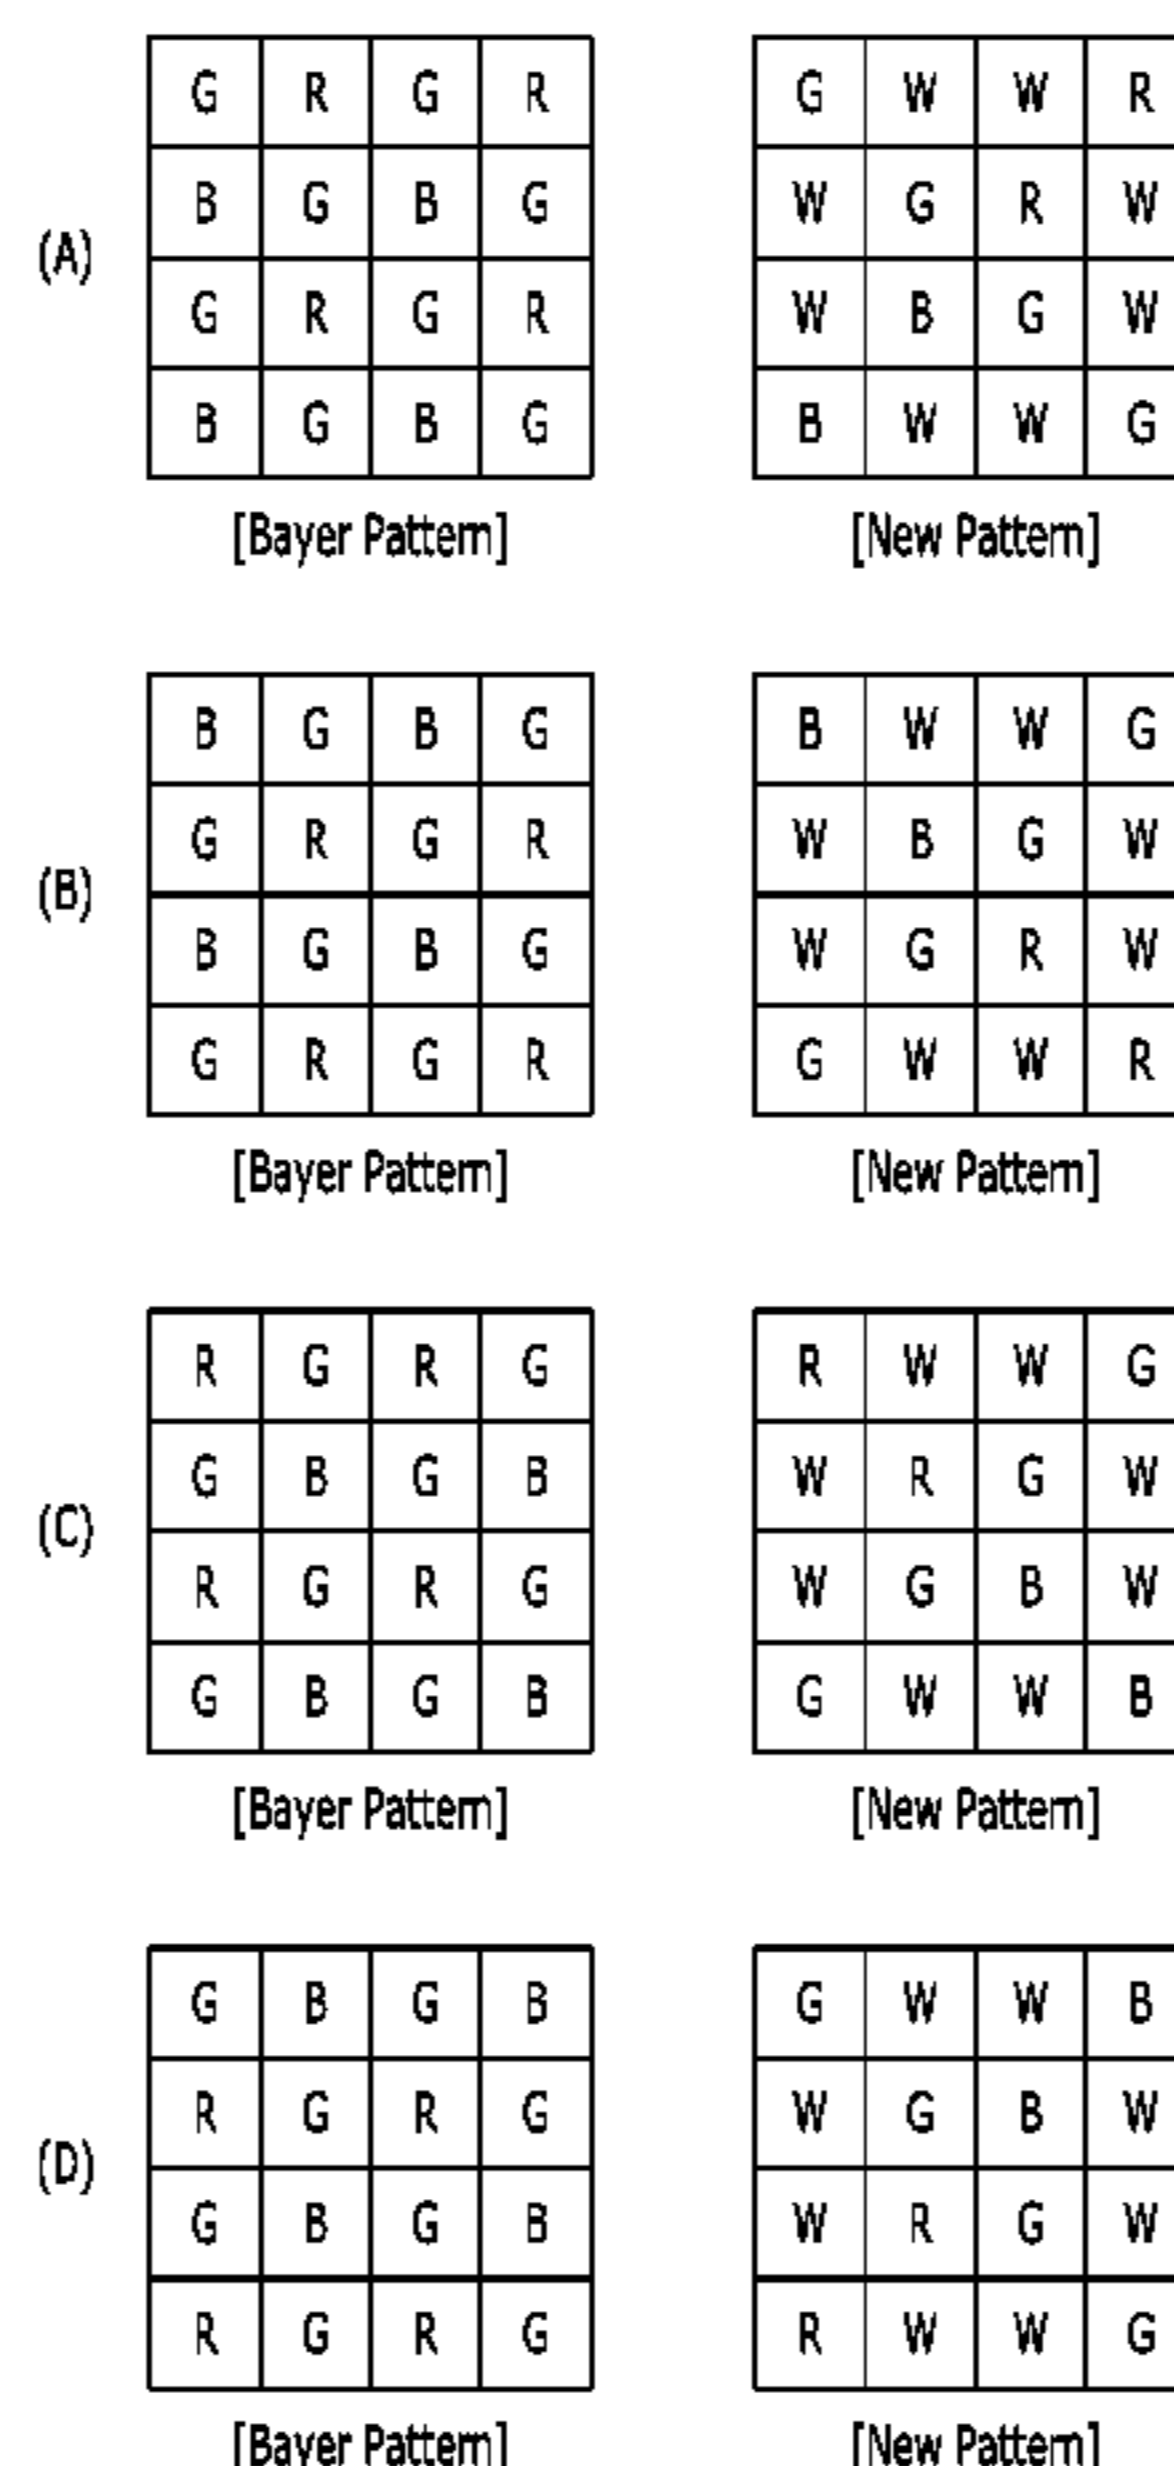 G R G R G W W R
B G B G W G R W
(A)
G R G R W B G W
B G B G B W W G
[Bayer Pattern] [New Pattern]
B G B G B W W G
G R G R W B G W
(B)
B G B G W G R W
G R G R G W W R
[Bayer Pattern] [New Pattern]
R G R G R W W G
G B G B W R G W
(C)
R G R G W G B W
G B G B G W W B
[Bayer Pattern] [New Pattern]
G B G B G W W B
R G R G W G B W
(D)
G B G B W R G W
R G R G R W W G
[Bayer Pattern] [New Pattern]